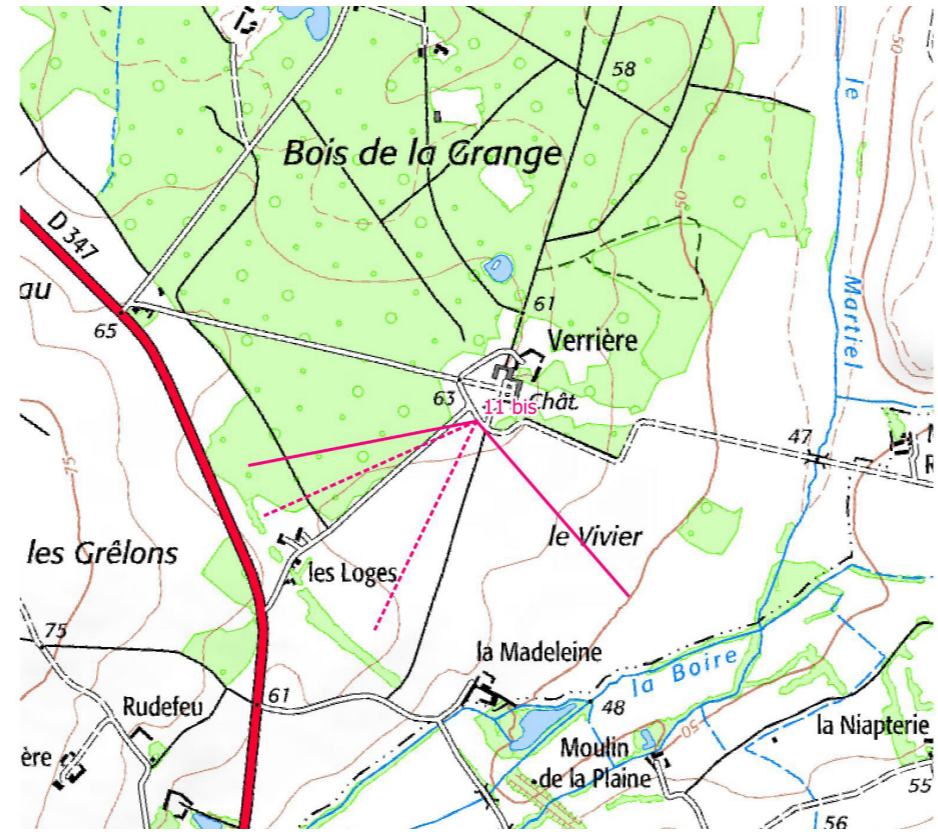 58
50
le
Bois de la Grange
50
D 347
au
Martiel
61
65
Verrière
63
Chât.
11 bis
47
75
le Vivier
les Grêlons
les Loges
75
la Madeleine
la Boire
61
Rudefeu
48
50
la Niapterie
Moulin
de la Plaine
ère
55
56